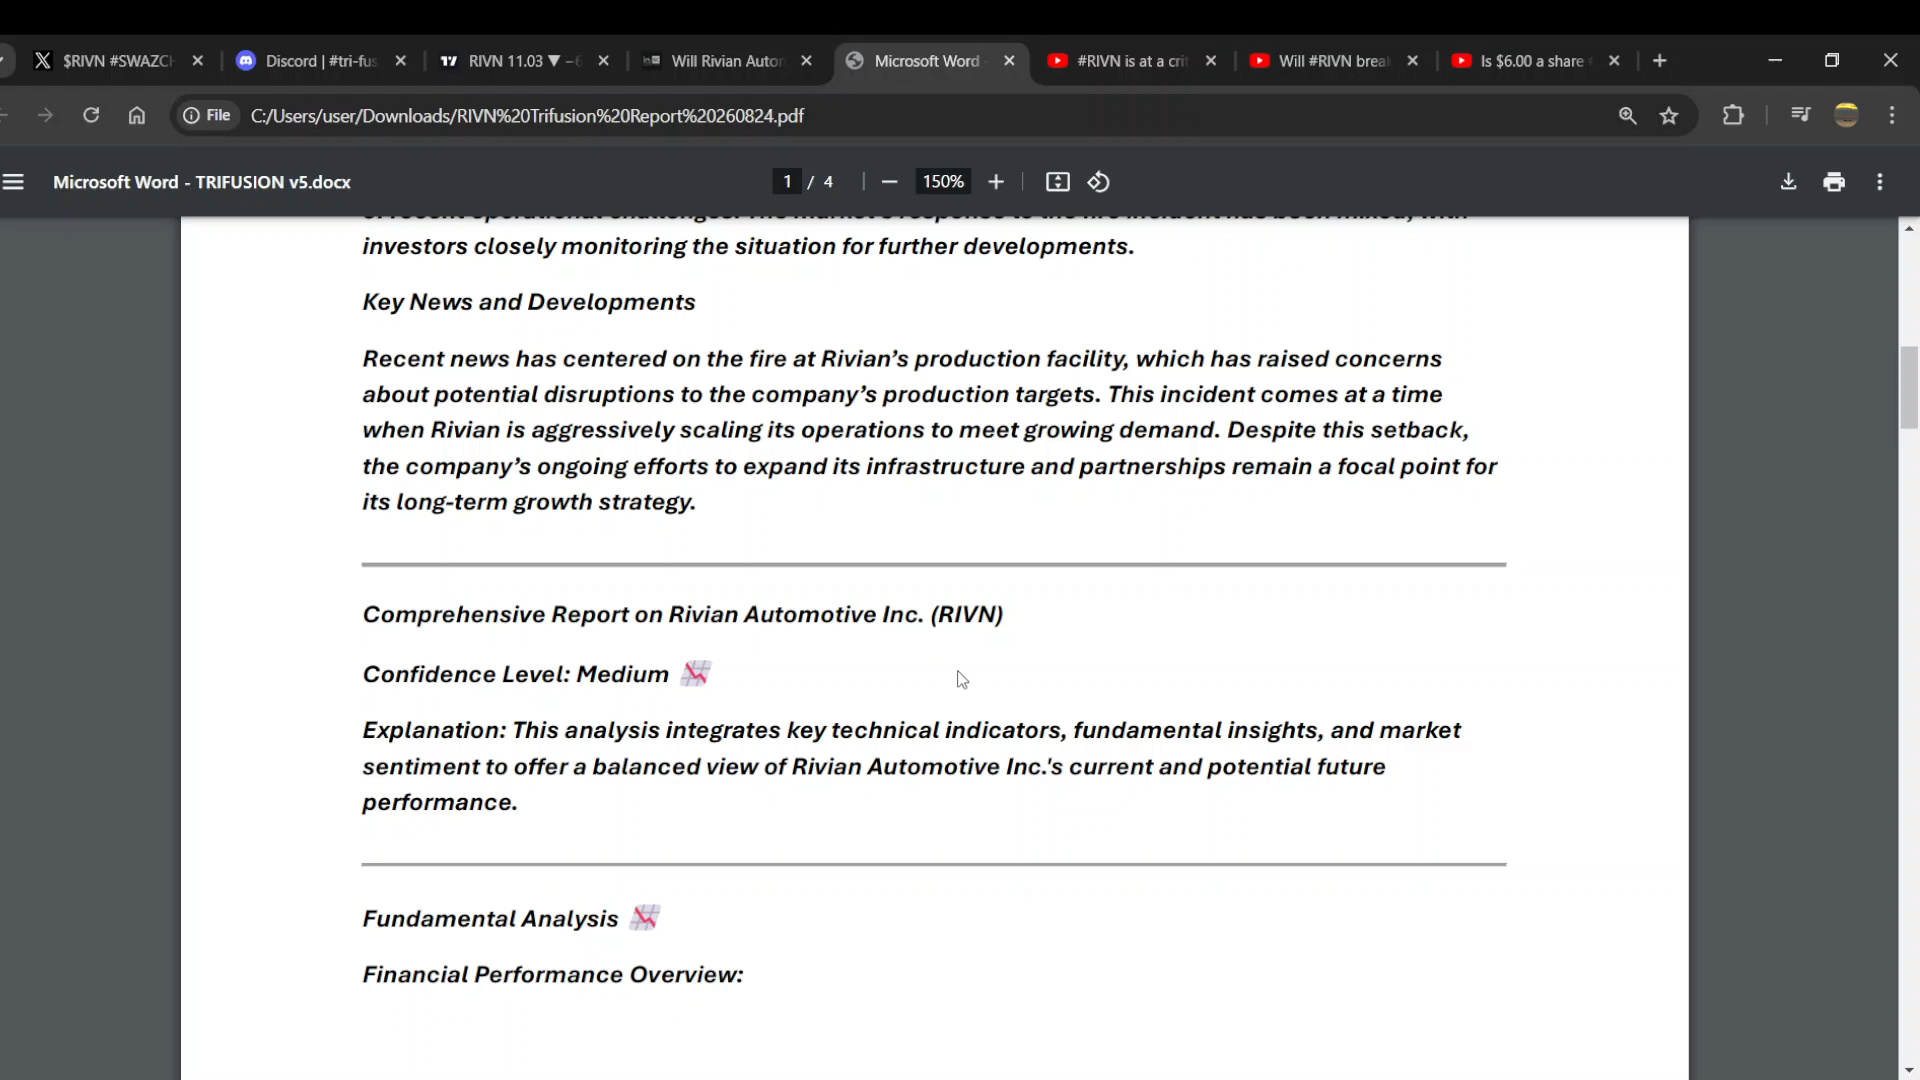 $RIVN #SWAZCH
Discord | #tri-fus
RIVN 11.03 ▼ −6
Will Rivian Auton
Microsoft Word
#RIVN is at a crit
Will #RIVN break
Is $6.00 a share
File
C:/Users/user/Downloads/RIVN%20Trifusion%20Report%20260824.pdf
Microsoft Word - TRIFUSION v5.docx
1 / 4
150%
investors closely monitoring the situation for further developments.
Key News and Developments
Recent news has centered on the fire at Rivian’s production facility, which has raised concerns
about potential disruptions to the company’s production targets. This incident comes at a time
when Rivian is aggressively scaling its operations to meet growing demand. Despite this setback,
the company’s ongoing efforts to expand its infrastructure and partnerships remain a focal point for
its long-term growth strategy.
Comprehensive Report on Rivian Automotive Inc. (RIVN)
Confidence Level: Medium
Explanation: This analysis integrates key technical indicators, fundamental insights, and market
sentiment to offer a balanced view of Rivian Automotive Inc.'s current and potential future
performance.
Fundamental Analysis
Financial Performance Overview: